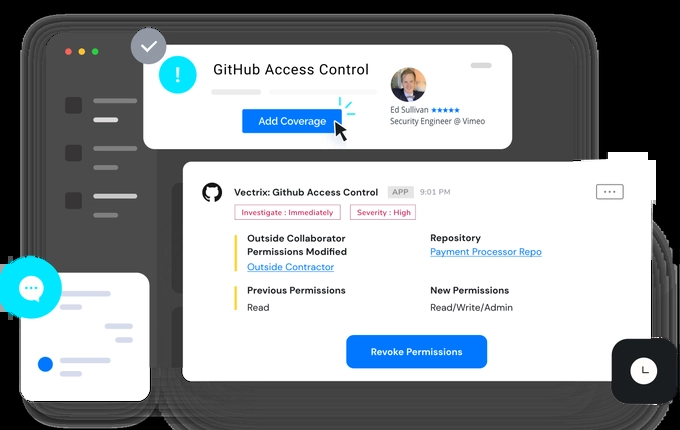 !
GitHub Access Control
Ed Sullivan ★★★★★
Security Engineer @ Vimeo
Add Coverage
Vectrix: Github Access Control APP 9:01 PM
Investigate : Immediately Severity : High
Outside Collaborator
Permissions Modified
Outside Contractor
Repository
Payment Processor Repo
Previous Permissions
Read
New Permissions
Read/Write/Admin
Revoke Permissions